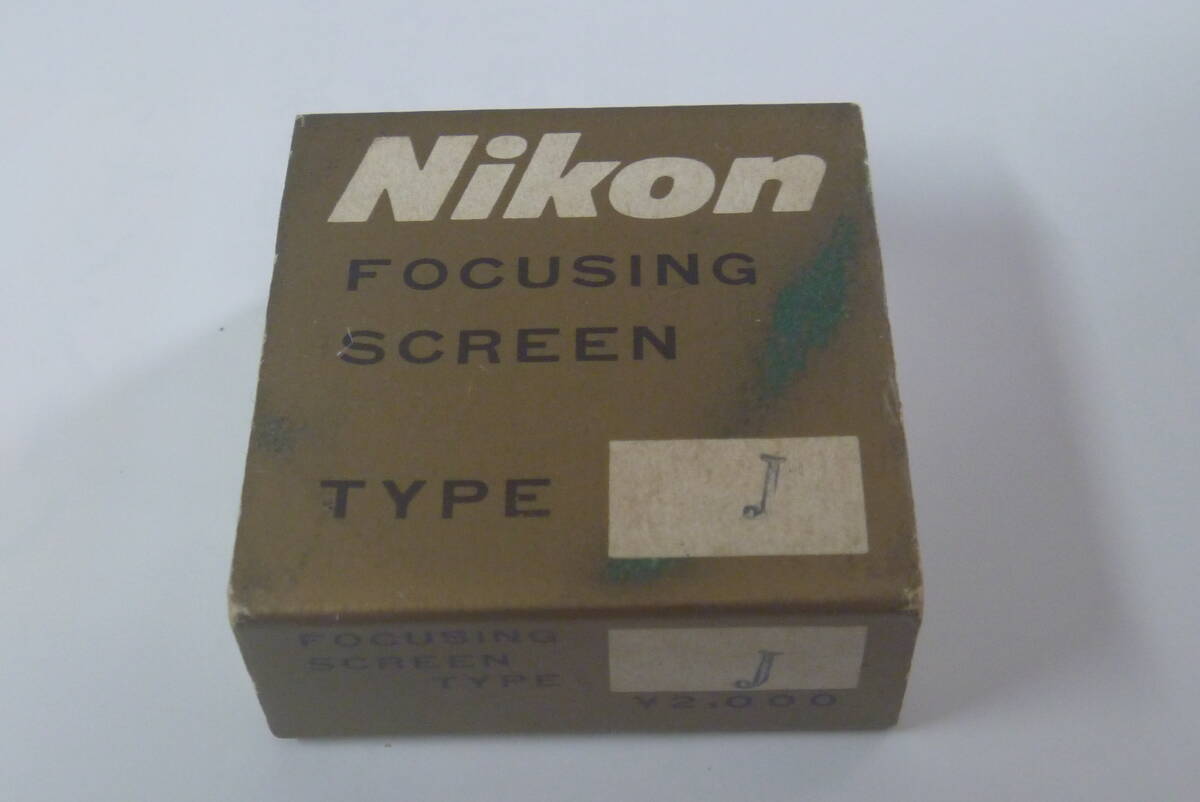 Nikon
FOCUSING
SCREEN
TYPE J
FOCUSING
SCREEN
TYPE J
¥2,000